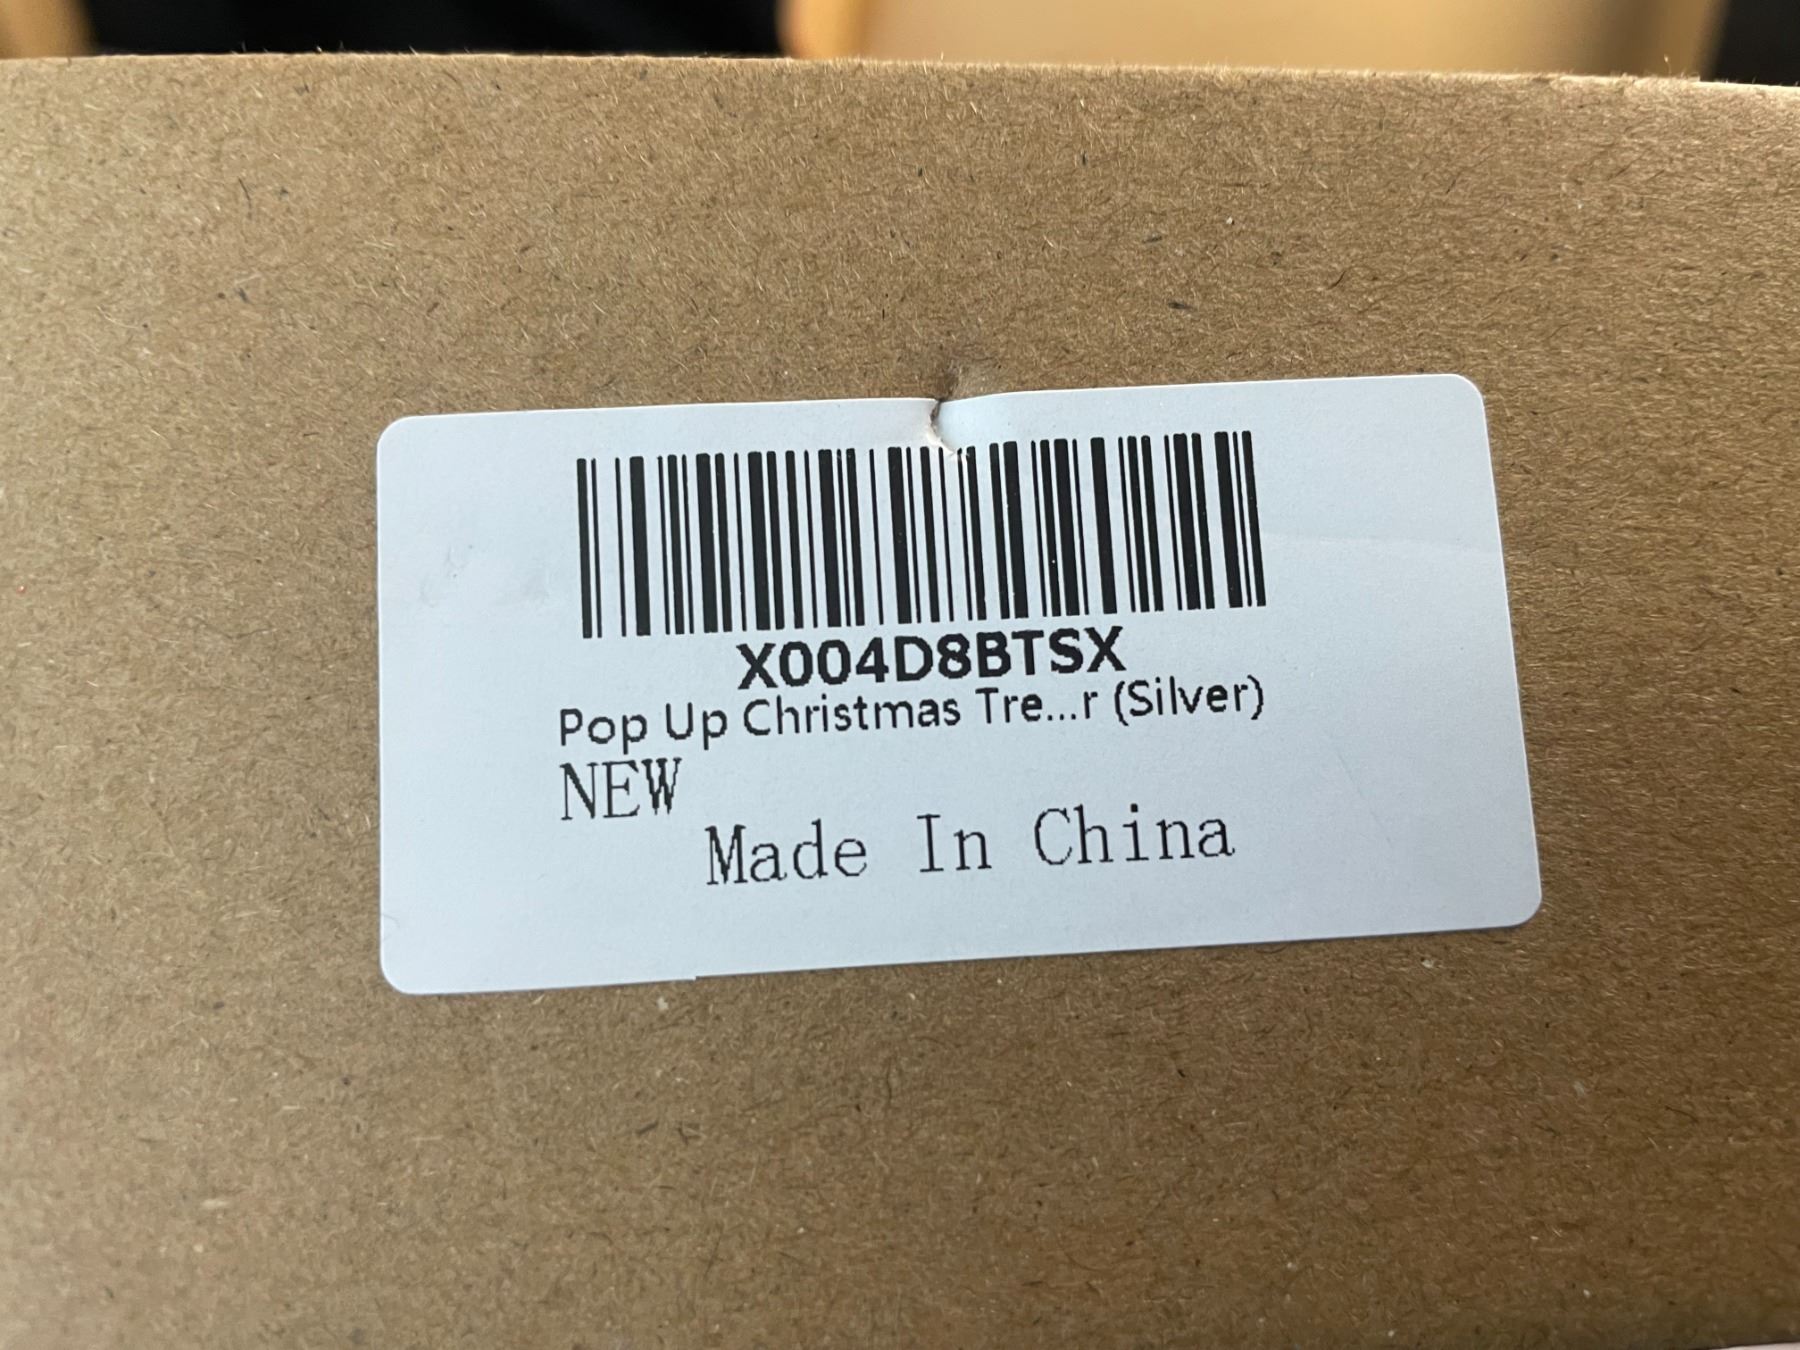 X004D8BTSX
Pop Up Christmas Tre...r (Silver)
NEW
Made In China